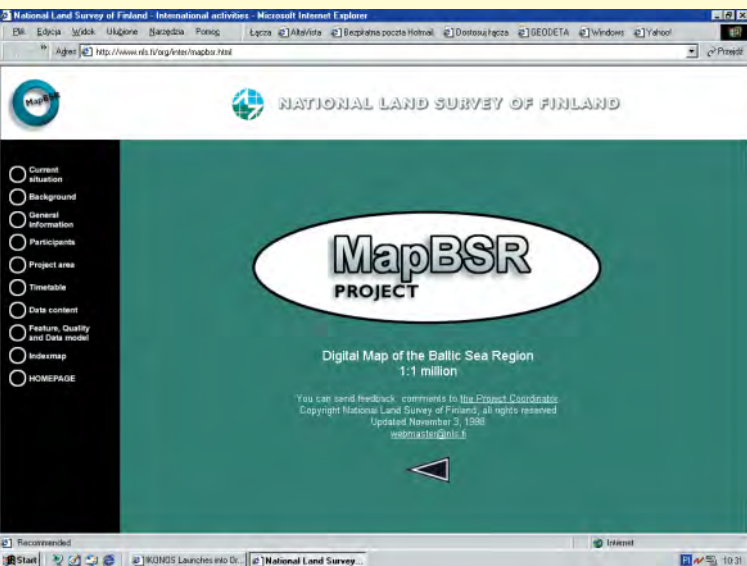 National Land Survey of Finland - International activities - Microsoft Internet Explorer
Plik Edycja Widok Ulubione Narzędzia Pomoc Łącza AltaVista Bezpłatna poczta Hotmail Dostosuj łącza GEODETA Windows Yahoo!
Adres http://www.nls.fi/org/inter/mapbsr.html Przejdź
MapBSR
NATIONAL LAND SURVEY OF FINLAND
Current
situation
Background
General
Information
Participants
Project area
Timetable
Data content
Feature, Quality
and Data model
Indexmap
HOMEPAGE
MapBSR
PROJECT
Digital Map of the Baltic Sea Region
1:1 million
You can send feedback, comments to the Project Coordinator
Copyright National Land Survey of Finland, all rights reserved
Updated November 3, 1998
webmaster@nls.fi
Recommended Internet
Start IKONOS Launches into Or... National Land Survey... 10:31